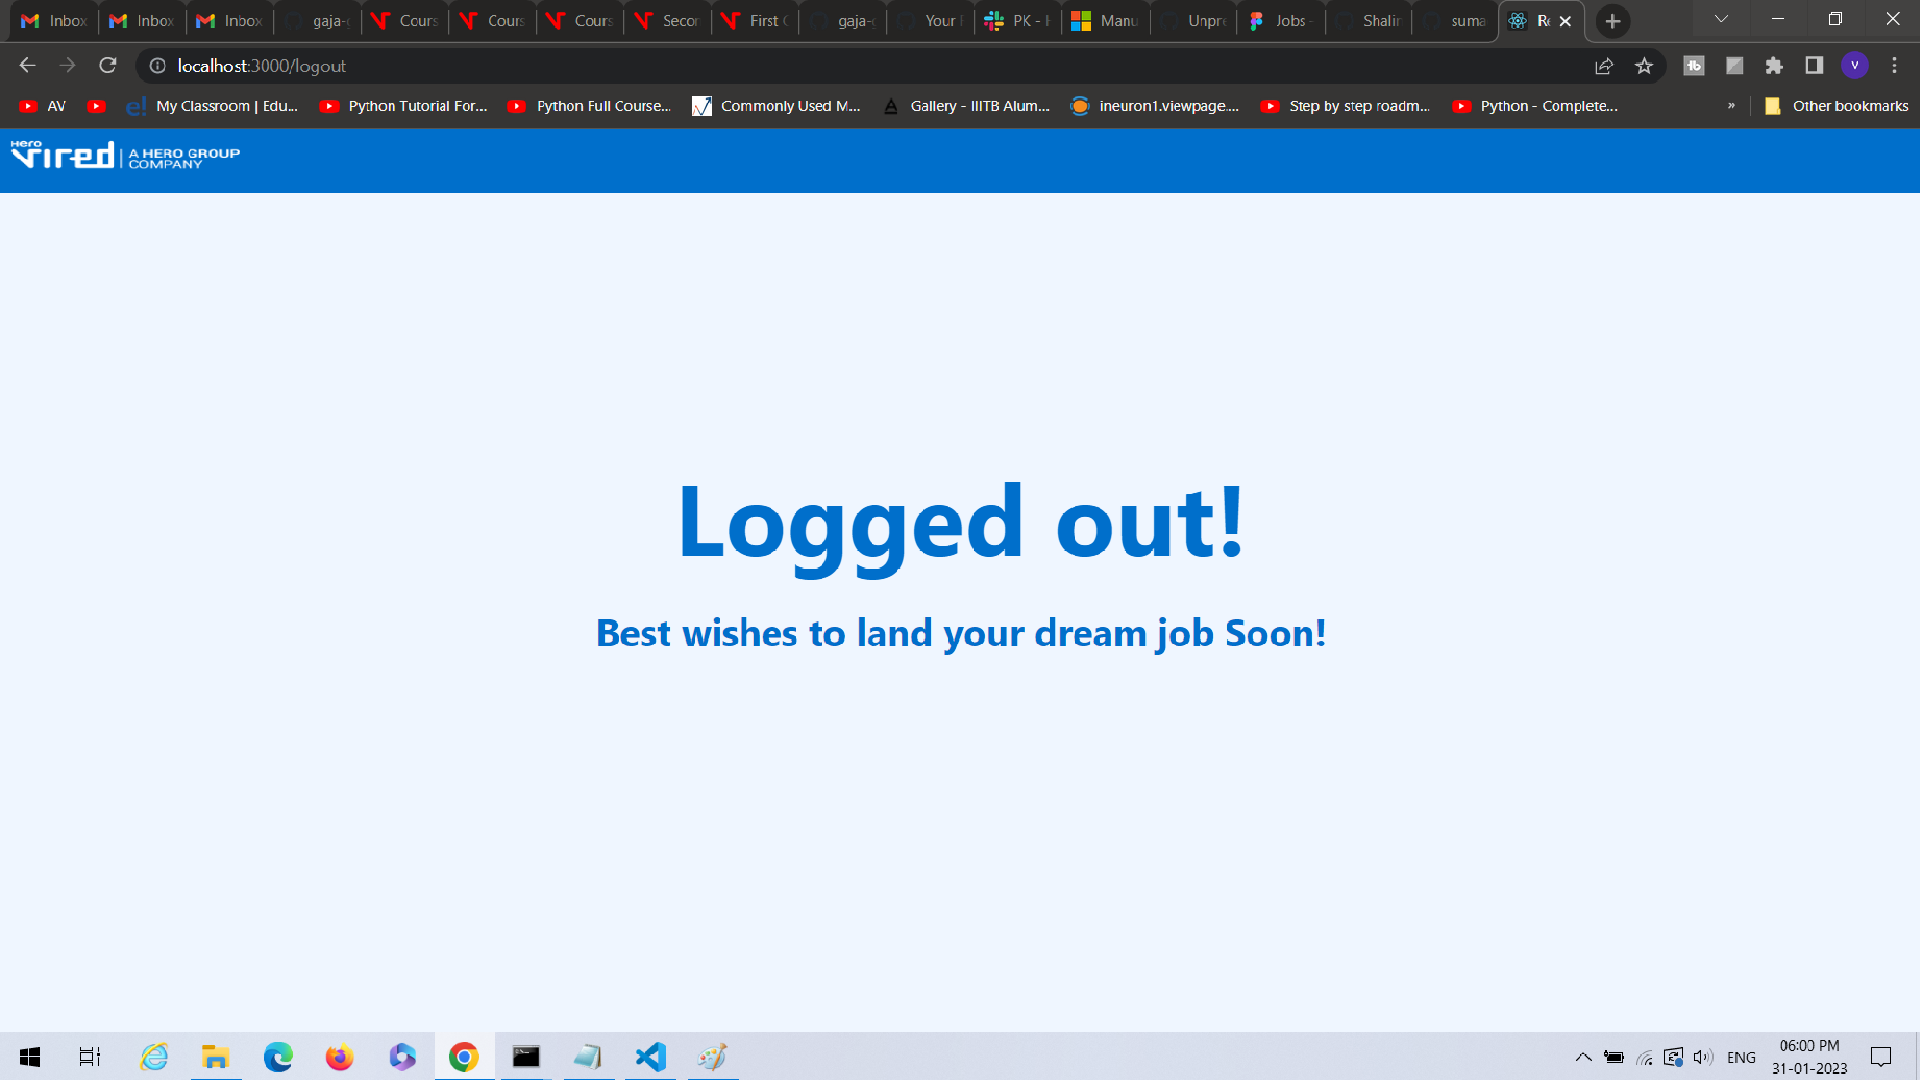 Inbox
Inbox
Inbox
gaja-g
Cours
Cours
Cours
Secon
First C
gaja-g
Your
PK - H
Manu
Unpre
Jobs -
Shalin
suma
Re
localhost:3000/logout
V
AV
My Classroom | Edu...
Python Tutorial For...
Python Full Course...
Commonly Used M...
Gallery - IIITB Alum...
ineuron1.viewpage....
Step by step roadm...
Python - Complete...
»
Other bookmarks
Hero
Vired
A HERO GROUP
COMPANY
Logged out!
Best wishes to land your dream job Soon!
ENG
06:00 PM
31-01-2023